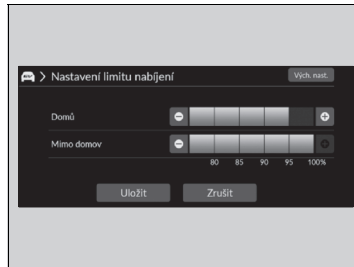 > Nastavení limitu nabíjení Vých. nast.
Domů
Mimo domov
80 85 90 95 100%
Uložit Zrušit